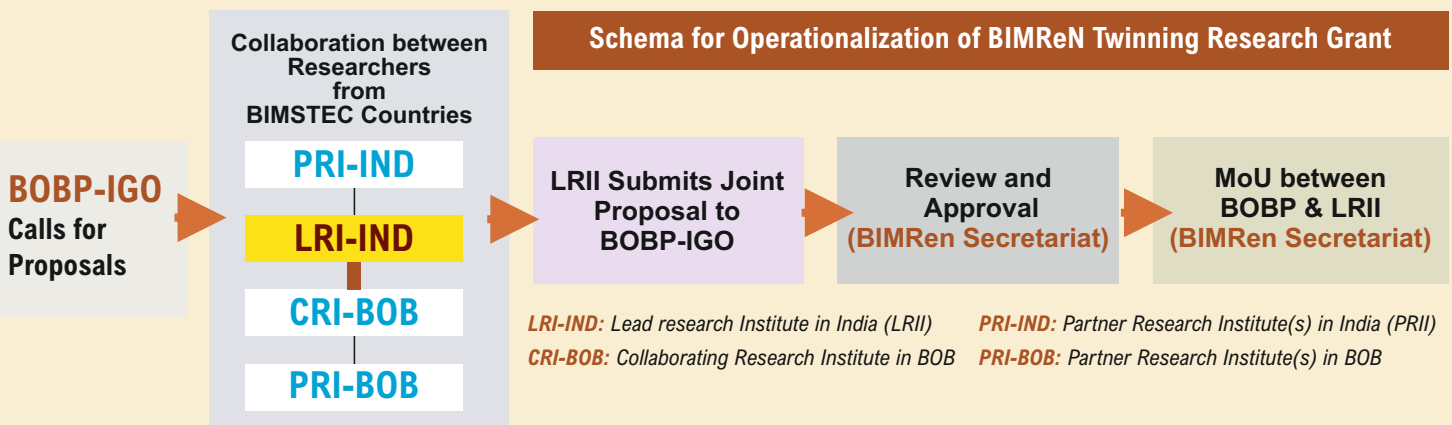 Schema for Operationalization of BIMReN Twinning Research Grant
BOBP-IGO
Calls for
Proposals
Collaboration between
Researchers
from
BIMSTEC Countries
PRI-IND
LRI-IND
CRI-BOB
PRI-BOB
LRII Submits Joint
Proposal to
BOBP-IGO
Review and
Approval
(BIMRen Secretariat)
MoU between
BOBP & LRII
(BIMRen Secretariat)
LRI-IND: Lead research Institute in India (LRII)
PRI-IND: Partner Research Institute(s) in India (PRII)
CRI-BOB: Collaborating Research Institute in BOB
PRI-BOB: Partner Research Institute(s) in BOB